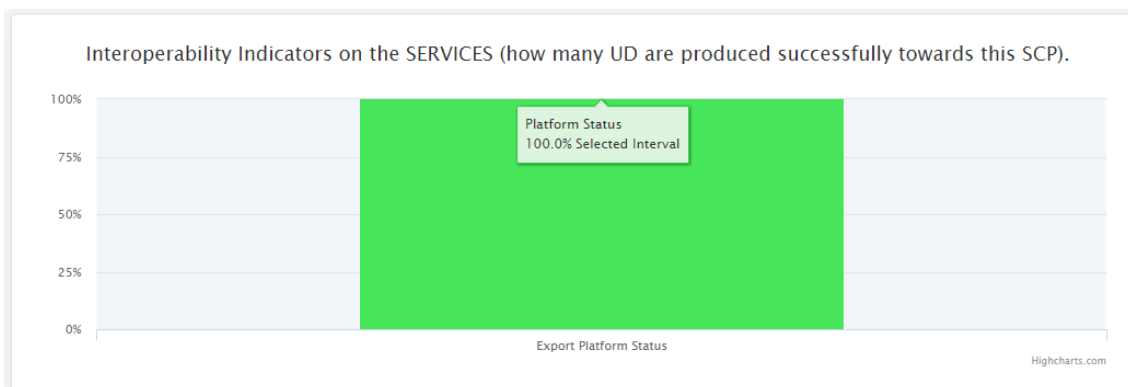 Interoperability Indicators on the SERVICES (how many UD are produced successfully towards this SCP).
100%
Platform Status
100.0% Selected Interval
75%
50%
25%
0%
Export Platform Status
Highcharts.com